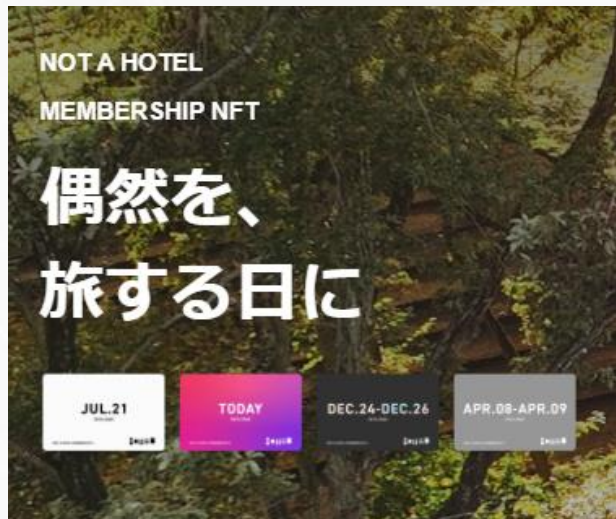 NOT A HOTEL
MEMBERSHIP NFT
偶然を、
旅する日に
JUL.21
TODAY
DEC.24-DEC.26
APR.08-APR.09